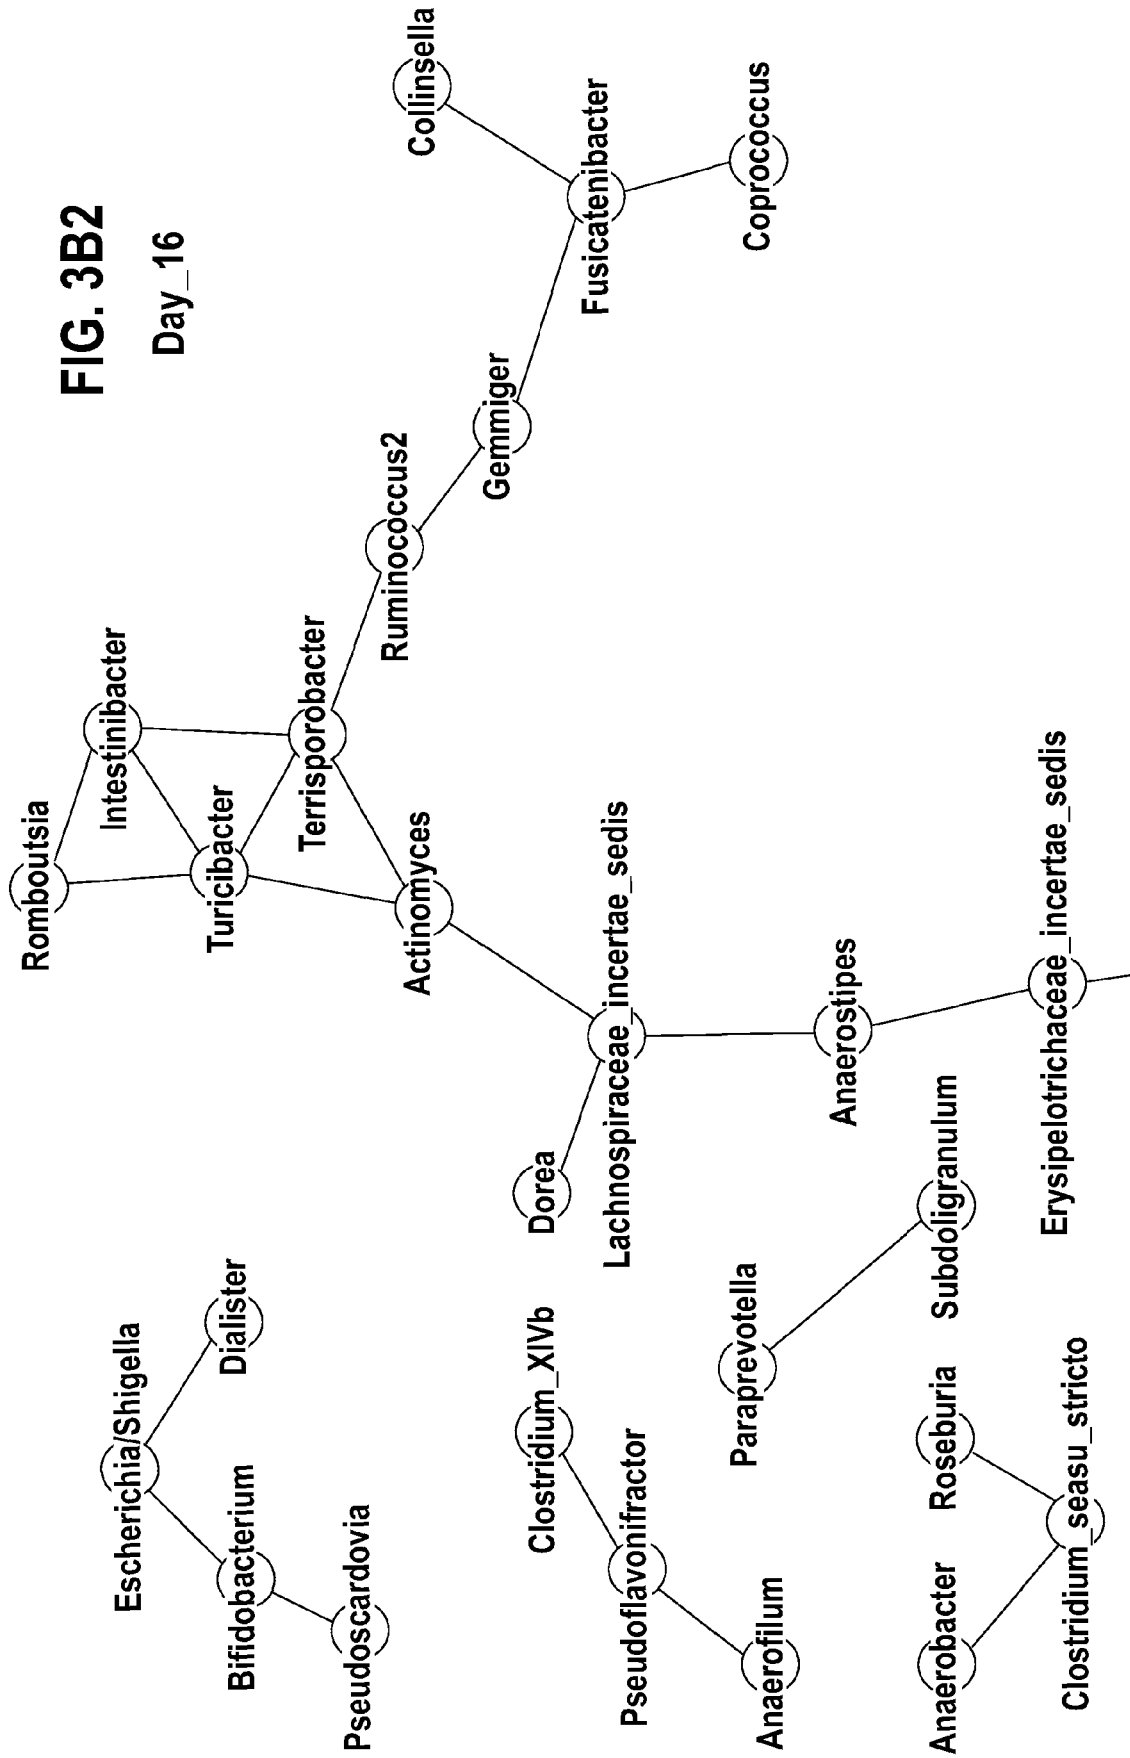 FIG. 3B2
Day_16
Collinsella
Coprococcus
Fusicatenibacter
Gemmiger
Ruminococcus2
Intestinibacter
Terrisporobacter
Romboutsia
Turicibacter
Actinomyces
Lachnospiraceae_incertae_sedis
Erysipelotrichaceae_incertae_sedis
Anaerostipes
Dorea
Subdoligranulum
Paraprevotella
Dialister
Escherichia/Shigella
Bifidobacterium
Pseudoscardovia
Clostridium_XIVb
Pseudoflavonifractor
Anaerofilum
Roseburia
Clostridium_seasu_stricto
Anaerobacter